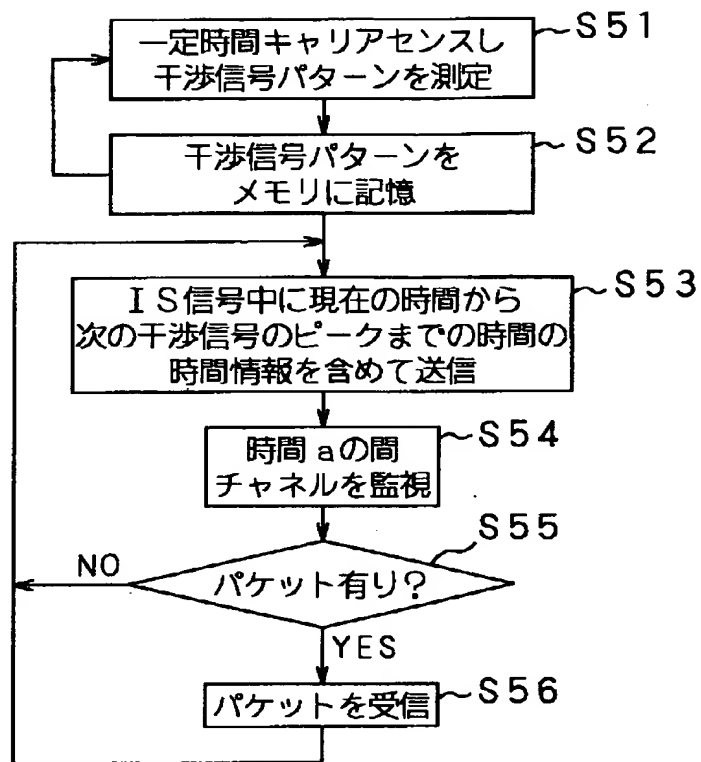 一定時間キャリアセンスし
干渉信号パターンを測定
S51
干渉信号パターンを
メモリに記憶
S52
IS信号中に現在の時間から
次の干渉信号のピークまでの時間の
時間情報を含めて送信
S53
時間aの間
チャネルを監視
S54
パケット有り?
S55
NO
YES
パケットを受信
S56